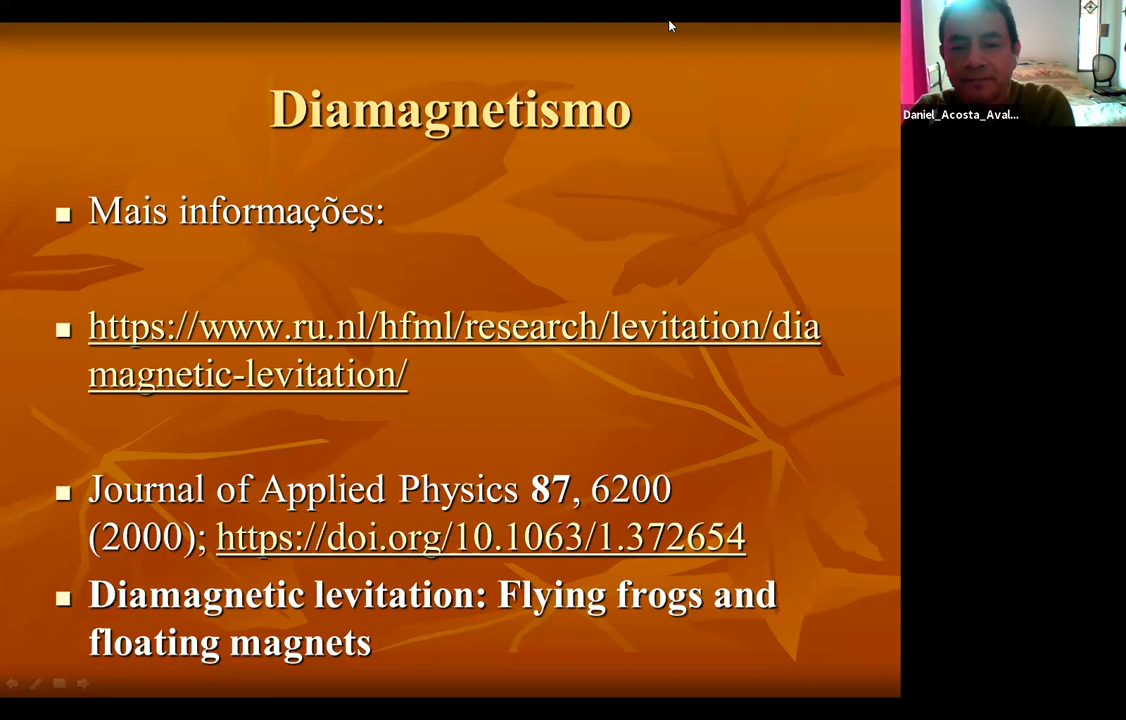 Diamagnetismo
Mais informações:
https://www.ru.nl/hfml/research/levitation/dia
magnetic-levitation/
Journal of Applied Physics 87, 6200
(2000); https://doi.org/10.1063/1.372654
Diamagnetic levitation: Flying frogs and
floating magnets
Daniel_Acosta_Aval...